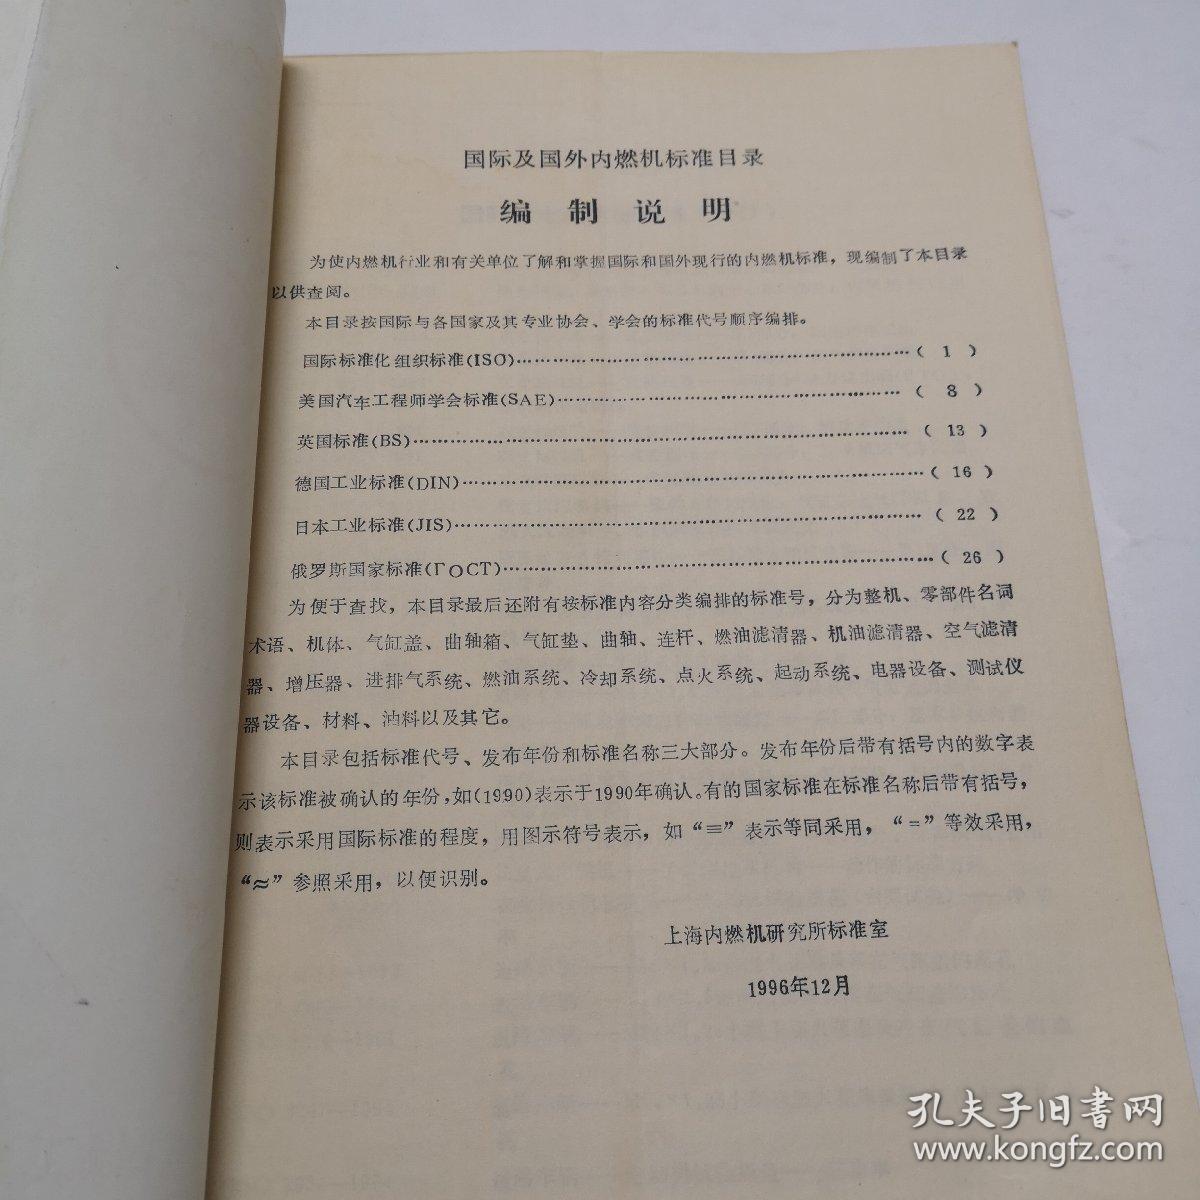 国际及国外内燃机标准目录
编制说明
为使内燃机行业和有关单位了解和掌握国际和国外现行的内燃机标准，现编制了本目录
以供查阅。
本目录按国际与各国家及其专业协会、学会的标准代号顺序编排。
国际标准化组织标准(ISO)……………………………………………………………( 1 )
美国汽车工程师学会标准(SAE)…………………………………………………… ( 8 )
英国标准(BS)…………………………………………………………………………… ( 13 )
德国工业标准(DIN)………………………………………………………………………( 16 )
日本工业标准(JIS)……………………………………………………………………… ( 22 )
俄罗斯国家标准(ГОСТ)…………………………………………………………………( 26 )
为便于查找，本目录最后还附有按标准内容分类编排的标准号，分为整机、零部件名词
术语、机体、气缸盖、曲轴箱、气缸垫、曲轴、连杆、燃油滤清器、机油滤清器、空气滤清
器、增压器、进排气系统、燃油系统、冷却系统、点火系统、起动系统、电器设备、测试仪
器设备、材料、油料以及其它。
本目录包括标准代号、发布年份和标准名称三大部分。发布年份后带有括号内的数字表
示该标准被确认的年份，如(1990)表示于1990年确认。有的国家标准在标准名称后带有括号，
则表示采用国际标准的程度，用图示符号表示，如“≡”表示等同采用，“=”等效采用，
“≈”参照采用，以便识别。
上海内燃机研究所标准室
1996年12月
孔夫子旧书网
www.kongfz.com